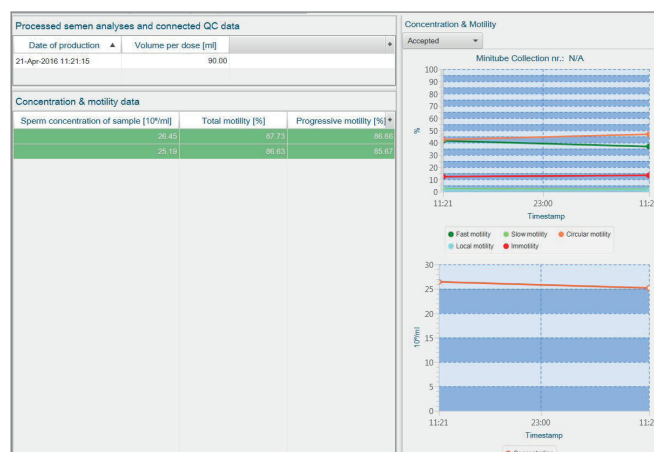 Processed semen analyses and connected QC data
Date of production ▲ Volume per dose [ml]
21-Apr-2016 11:21:15 90.00
Concentration & motility data
Sperm concentration of sample [10⁶/ml] Total motility [%] Progressive motility [%]
26.45 87.73 86.66
25.19 86.63 85.67
Concentration & Motility
Accepted
Minitube Collection nr.: N/A
100
90
80
70
60
50
40
30
20
10
0
%
11:21 23:00 11:2
Timestamp
Fast motility Slow motility Circular motility
Local motility Immotility
30
25
20
15
10
5
0
10⁶/ml
11:21 23:00 11:2
Timestamp